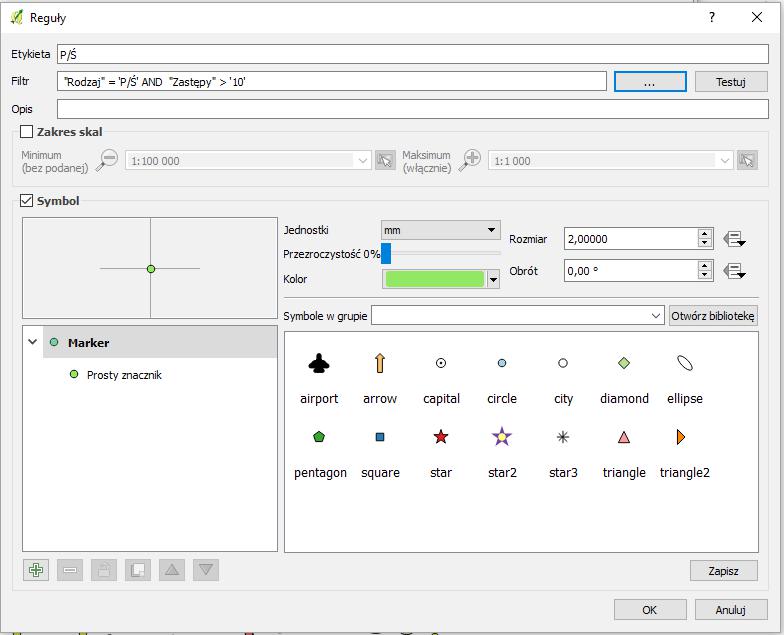 Reguły
?
Etykieta P/Ś
Filtr "Rodzaj" = 'P/Ś' AND "Zastępy" > '10' ... Testuj
Opis
Zakres skal
Minimum
(bez podanej)
1:100 000
Maksimum
(włącznie)
1:1 000
Symbol
Jednostki mm
Rozmiar 2,00000
Przezroczystość 0%
Obrót 0,00 °
Kolor
Symbole w grupie Otwórz bibliotekę
Marker
Prosty znacznik
airport arrow capital circle city diamond ellipse
pentagon square star star2 star3 triangle triangle2
Zapisz
OK Anuluj